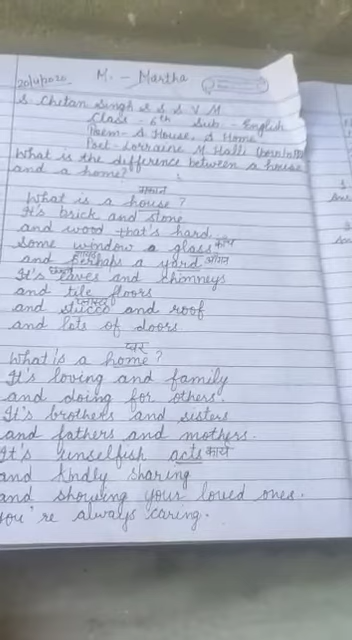 20/4/2020 M. - Martha
S. Chetan Singh S S S V M
Class - 6th Sub. - English
Poem - A House, A Home
Poet - Lorraine M. Halli
What is the difference between a house
and a home?
मकान
What is a house?
It's brick and stone
and wood that's hard.
Some window a glass काँच
and perhaps a yard आँगन
It's eaves and chimneys
and tile floors
and stucco प्लास्टर and roof
and lots of doors.
घर
What is a home?
It's loving and family
and doing for others.
It's brothers and sisters
and fathers and mothers.
It's unselfish acts कार्य
and kindly sharing
and showing your loved ones.
you're always caring.